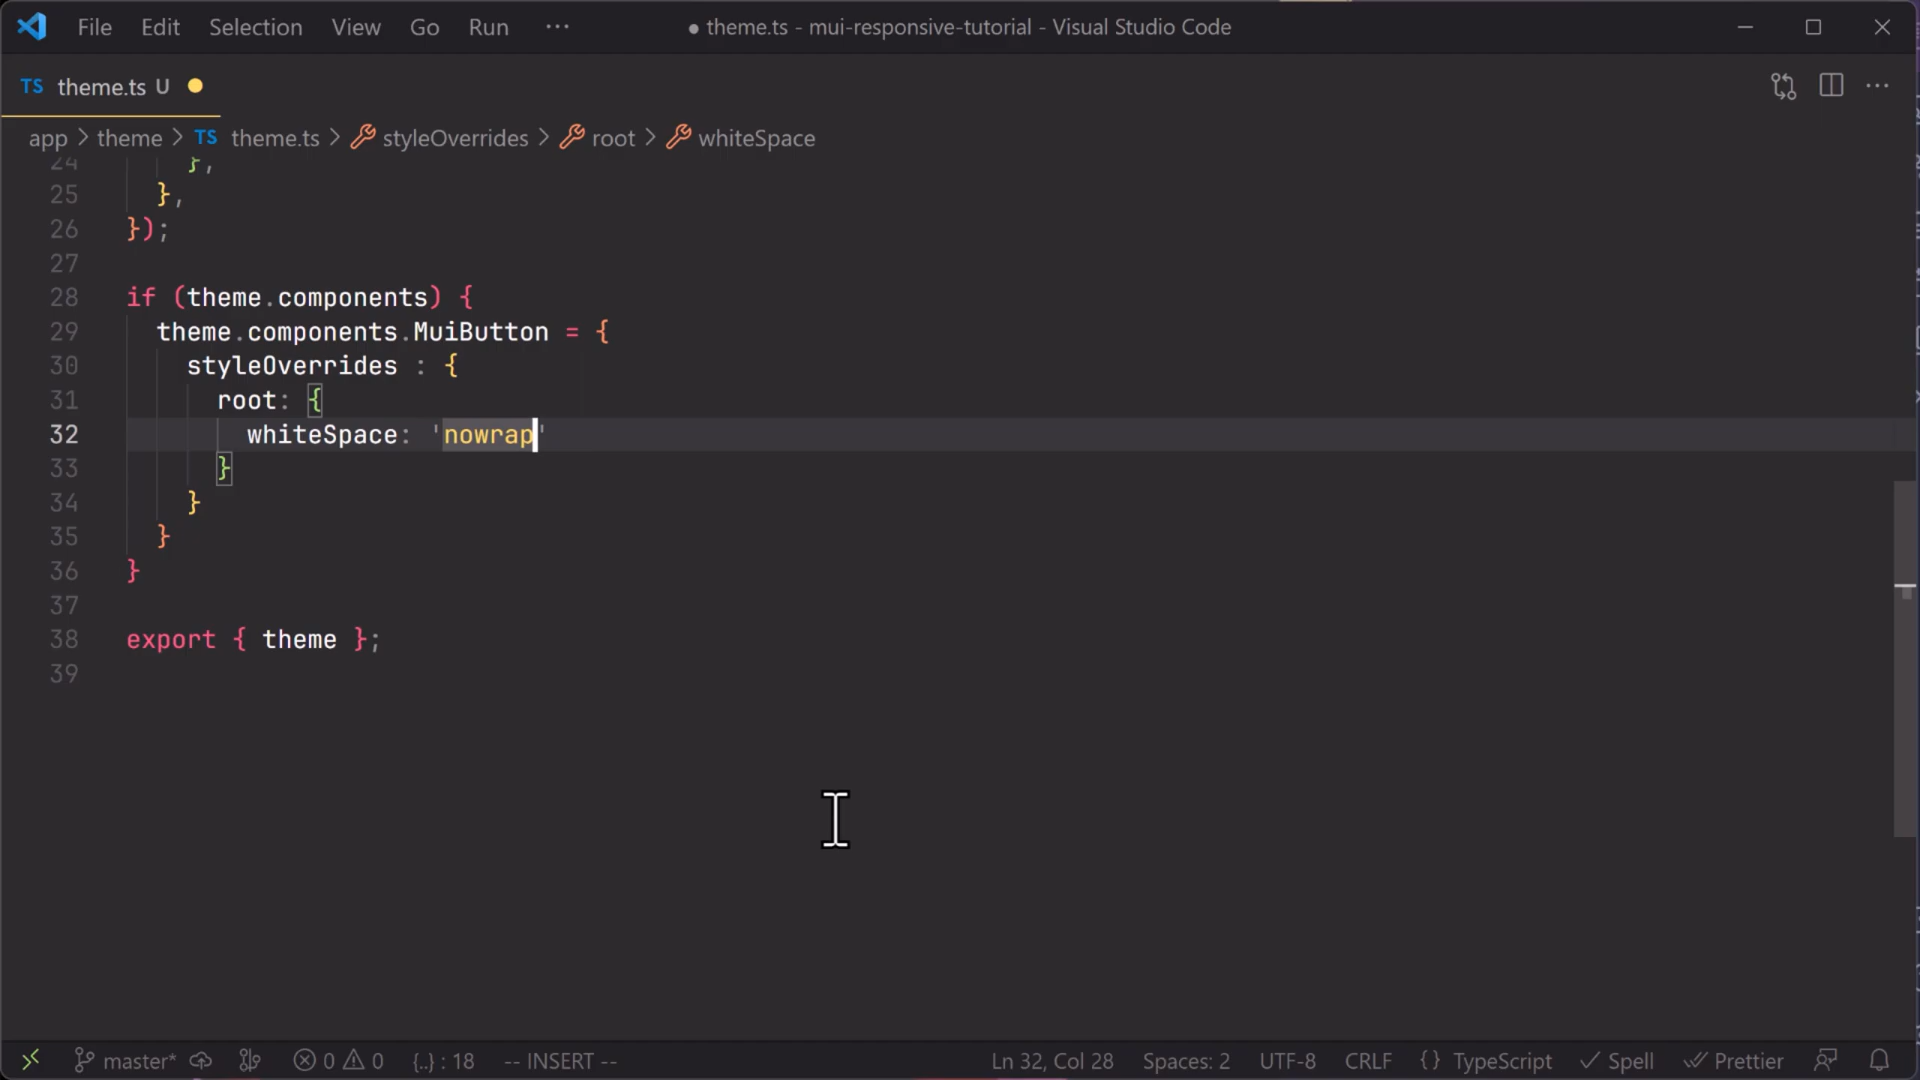 File Edit Selection View Go Run ··· ● theme.ts - mui-responsive-tutorial - Visual Studio Code
TS theme.ts U
app > theme > TS theme.ts > styleOverrides > root > whiteSpace
24 },
25 },
26 });
27
28 if (theme.components) {
29 theme.components.MuiButton = {
30 styleOverrides : {
31 root: {
32 whiteSpace: 'nowrap'
33 }
34 }
35 }
36 }
37
38 export { theme };
39
master* 0 0 {..} : 18 -- INSERT -- Ln 32, Col 28 Spaces: 2 UTF-8 CRLF {} TypeScript Spell Prettier